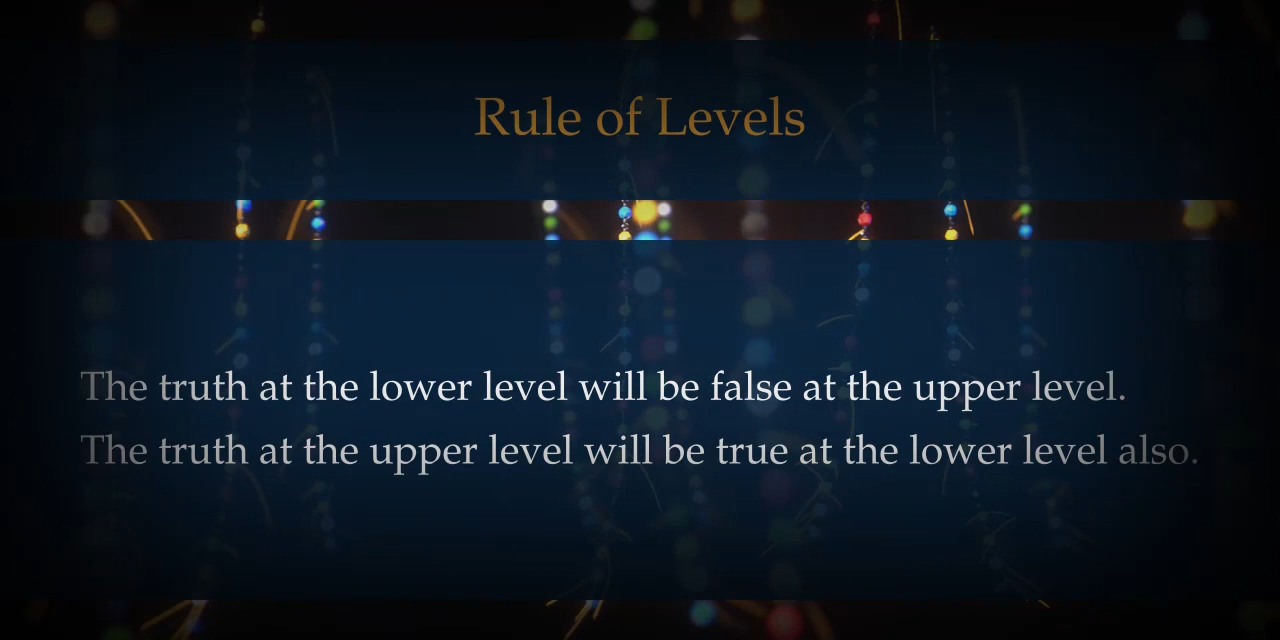 Rule of Levels
The truth at the lower level will be false at the upper level.
The truth at the upper level will be true at the lower level also.